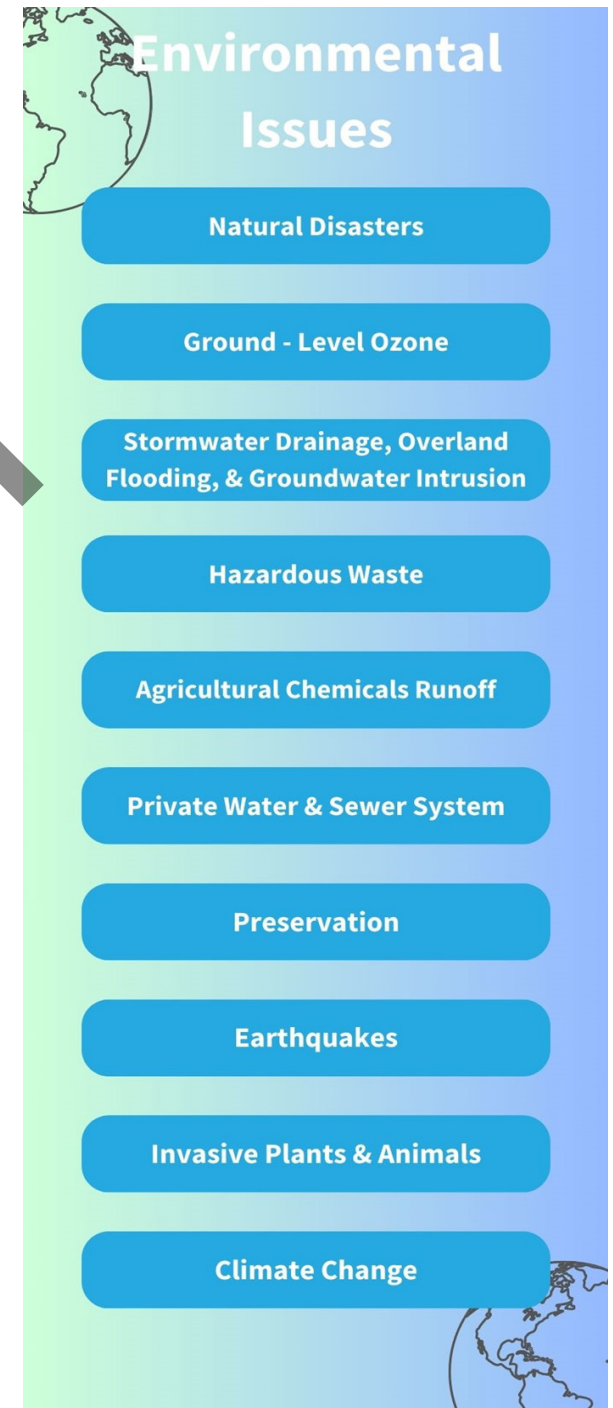 Environmental
Issues
Natural Disasters
Ground - Level Ozone
Stormwater Drainage, Overland
Flooding, & Groundwater Intrusion
Hazardous Waste
Agricultural Chemicals Runoff
Private Water & Sewer System
Preservation
Earthquakes
Invasive Plants & Animals
Climate Change